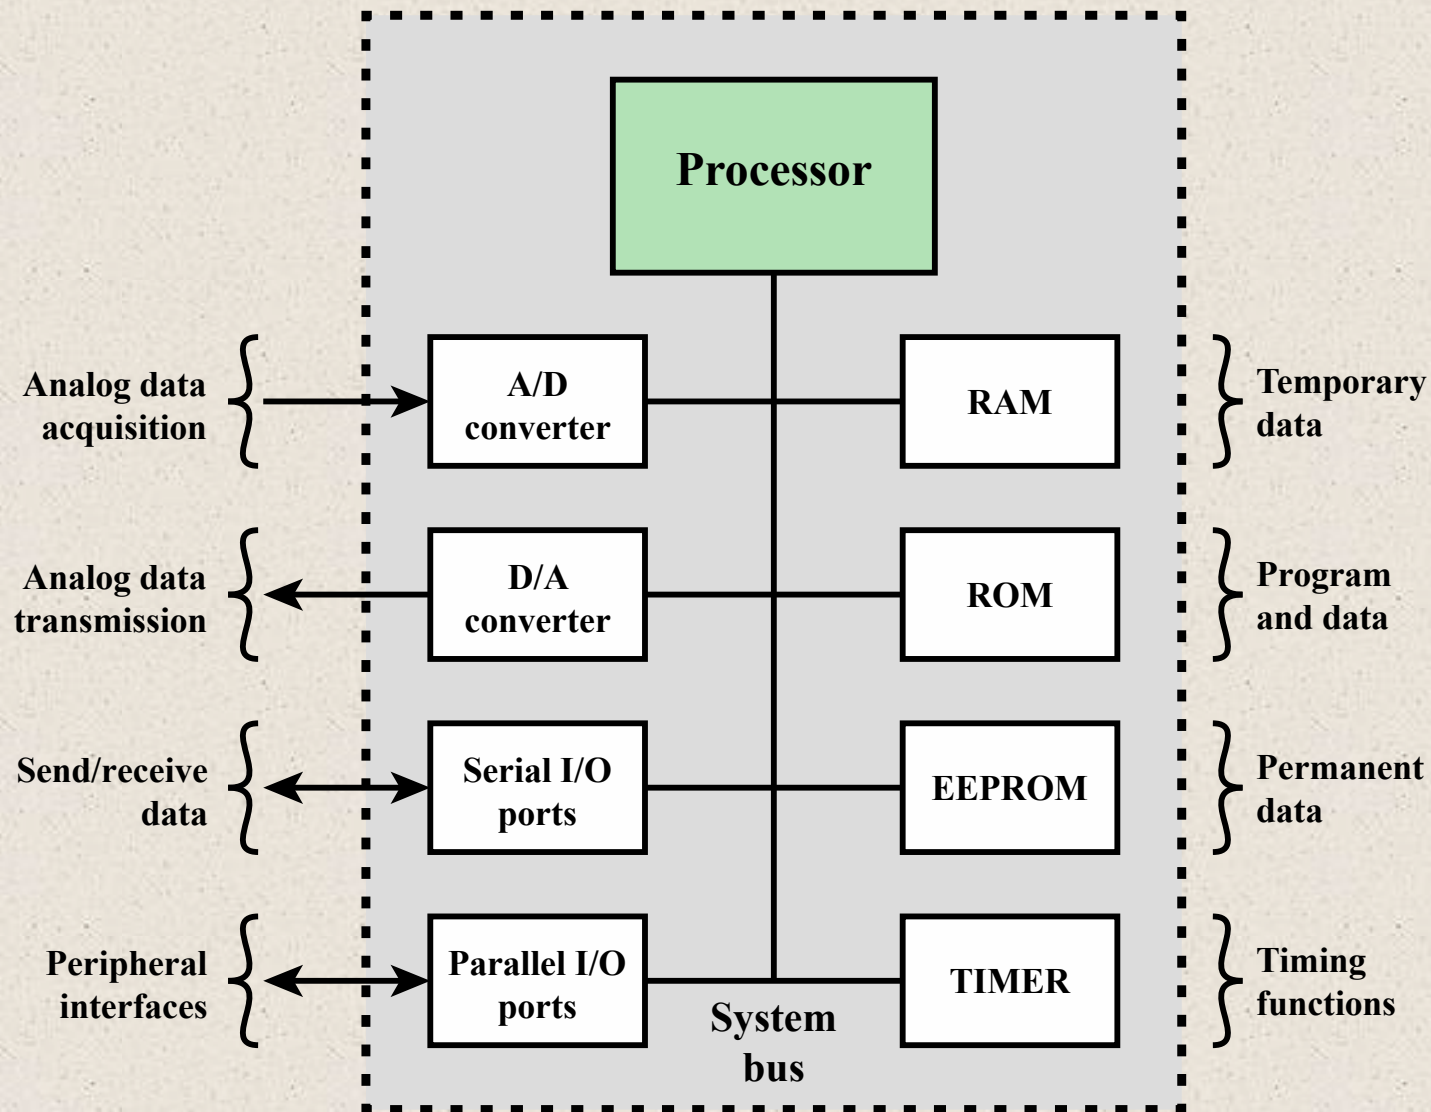 Processor
Analog data
acquisition
A/D
converter
RAM
Temporary
data
Analog data
transmission
D/A
converter
ROM
Program
and data
Send/receive
data
Serial I/O
ports
EEPROM
Permanent
data
Peripheral
interfaces
Parallel I/O
ports
TIMER
Timing
functions
System
bus